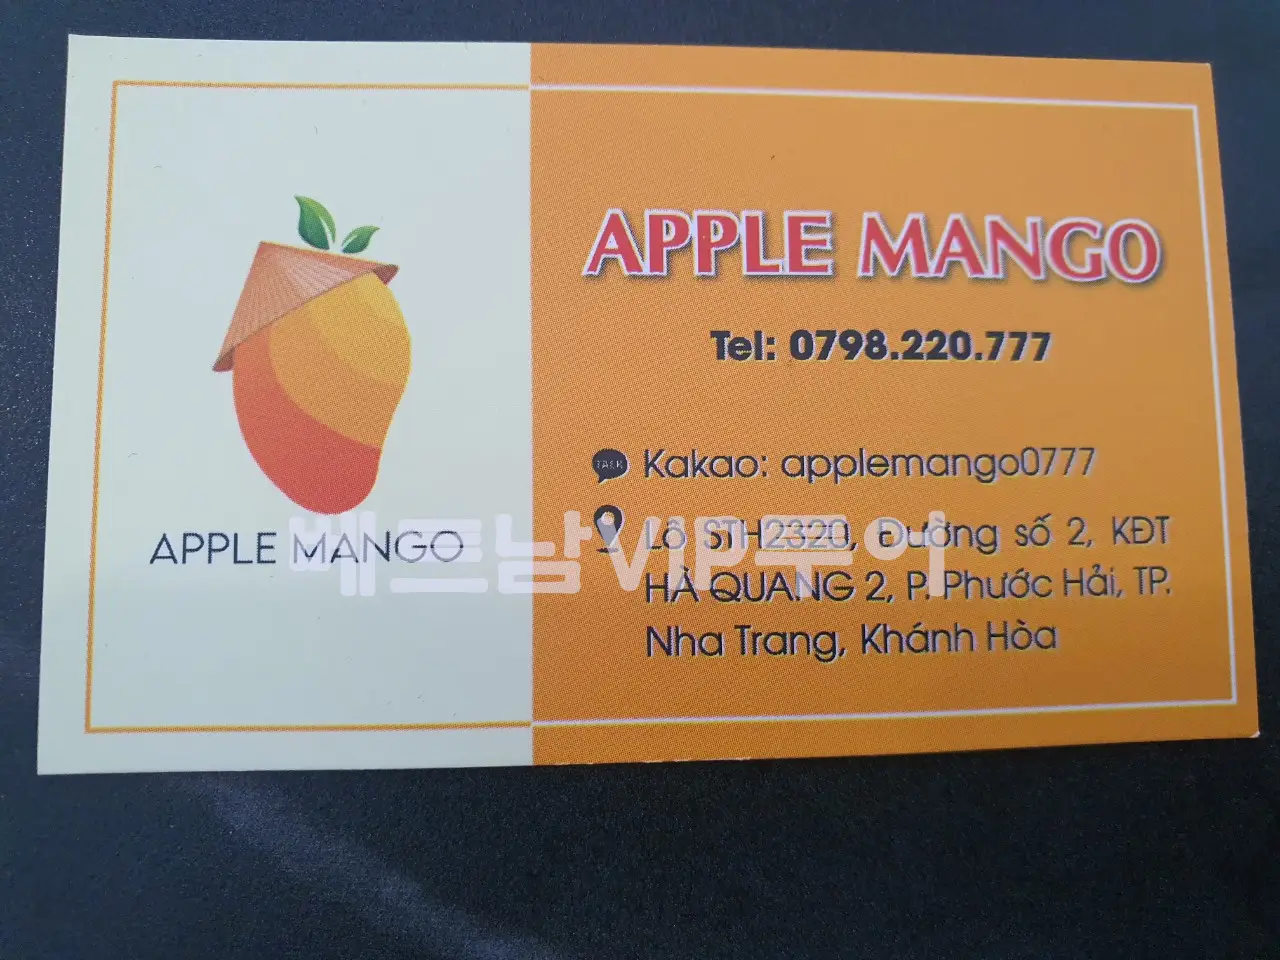 APPLE MANGO
APPLE MANGO
Tel: 0798.220.777
TALK
Kakao: applemango0777
Lô STH2320, Đường số 2, KĐT
HÀ QUANG 2, P. Phước Hải, TP.
Nha Trang, Khánh Hòa
베트남VIP투어